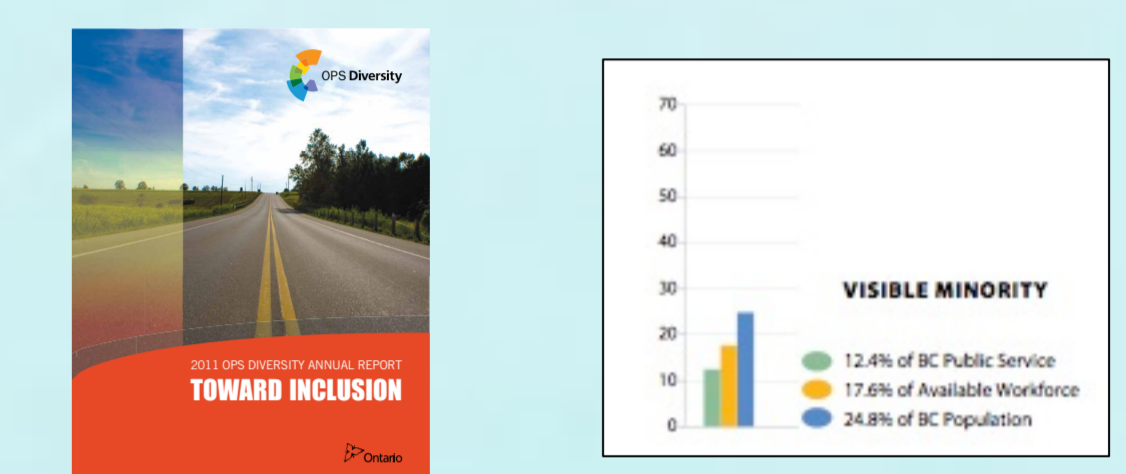 OPS Diversity
2011 OPS DIVERSITY ANNUAL REPORT
TOWARD INCLUSION
Ontario
70
60
50
40
30
20
10
0
VISIBLE MINORITY
12.4% of BC Public Service
17.6% of Available Workforce
24.8% of BC Population